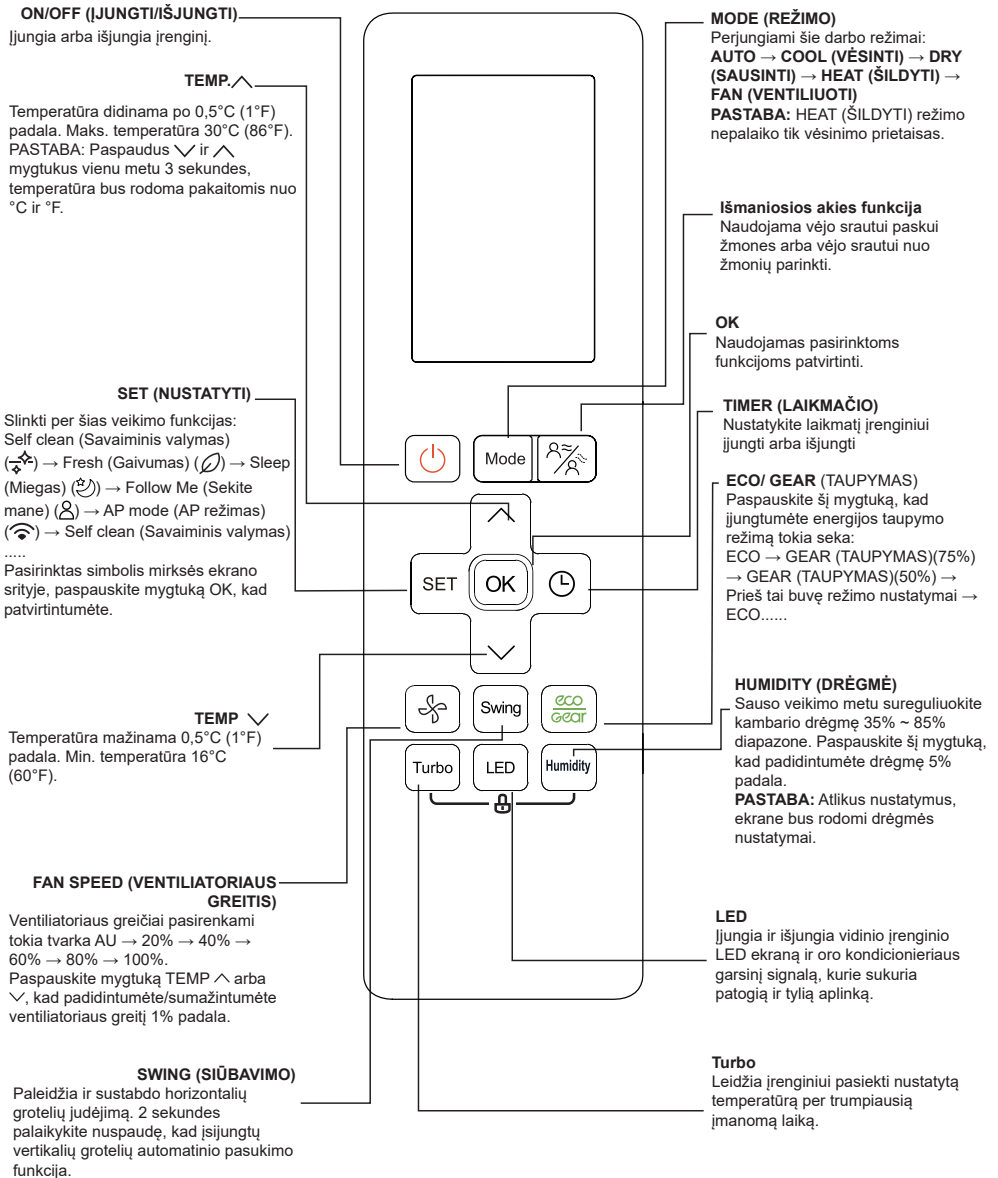 ON/OFF (ĮJUNGTI/IŠJUNGTI)
Įjungia arba išjungia įrenginį.
TEMP.
Temperatūra didinama po 0,5°C (1°F)
padala. Maks. temperatūra 30°C (86°F).
PASTABA: Paspaudus ir
mygtukus vienu metu 3 sekundes,
temperatūra bus rodoma pakaitomis nuo
°C ir °F.
SET (NUSTATYTI)
Slinkti per šias veikimo funkcijas:
Self clean (Savaiminis valymas)
( ) → Fresh (Gaivumas) ( ) → Sleep
(Miegas) ( ) → Follow Me (Sekite
mane) ( ) → AP mode (AP režimas)
( ) → Self clean (Savaiminis valymas)
.....
Pasirinktas simbolis mirksės ekrano
srityje, paspauskite mygtuką OK, kad
patvirtintumėte.
TEMP
Temperatūra mažinama 0,5°C (1°F)
padala. Min. temperatūra 16°C
(60°F).
FAN SPEED (VENTILIATORIAUS
GREITIS)
Ventiliatoriaus greičiai pasirenkami
tokia tvarka AU → 20% → 40% →
60% → 80% → 100%.
Paspauskite mygtuką TEMP arba
, kad padidintumėte/sumažintumėte
ventiliatoriaus greitį 1% padala.
SWING (SIŪBAVIMO)
Paleidžia ir sustabdo horizontalių
grotelių judėjimą. 2 sekundes
palaikykite nuspaudę, kad įsijungtų
vertikalių grotelių automatinio pasukimo
funkcija.
Mode
SET
OK
Swing
eco
Gear
Turbo
LED
Humidity
MODE (REŽIMO)
Perjungiami šie darbo režimai:
AUTO → COOL (VĖSINTI) → DRY
(SAUSINTI) → HEAT (ŠILDYTI) →
FAN (VENTILIUOTI)
PASTABA: HEAT (ŠILDYTI) režimo
nepalaiko tik vėsinimo prietaisas.
Išmaniosios akies funkcija
Naudojama vėjo srautui paskui
žmones arba vėjo srautui nuo
žmonių parinkti.
OK
Naudojamas pasirinktoms
funkcijoms patvirtinti.
TIMER (LAIKMAČIO)
Nustatykite laikmatį įrenginiui
įjungti arba išjungti
ECO/ GEAR (TAUPYMAS)
Paspauskite šį mygtuką, kad
įjungtumėte energijos taupymo
režimą tokia seka:
ECO → GEAR (TAUPYMAS)(75%)
→ GEAR (TAUPYMAS)(50%) →
Prieš tai buvę režimo nustatymai →
ECO......
HUMIDITY (DRĖGMĖ)
Sauso veikimo metu sureguliuokite
kambario drėgmę 35% ~ 85%
diapazone. Paspauskite šį mygtuką,
kad padidintumėte drėgmę 5%
padala.
PASTABA: Atlikus nustatymus,
ekrane bus rodomi drėgmės
nustatymai.
LED
Įjungia ir išjungia vidinio įrenginio
LED ekraną ir oro kondicionieriaus
garsinį signalą, kurie sukuria
patogią ir tylią aplinką.
Turbo
Leidžia įrenginiui pasiekti nustatytą
temperatūrą per trumpiausią
įmanomą laiką.